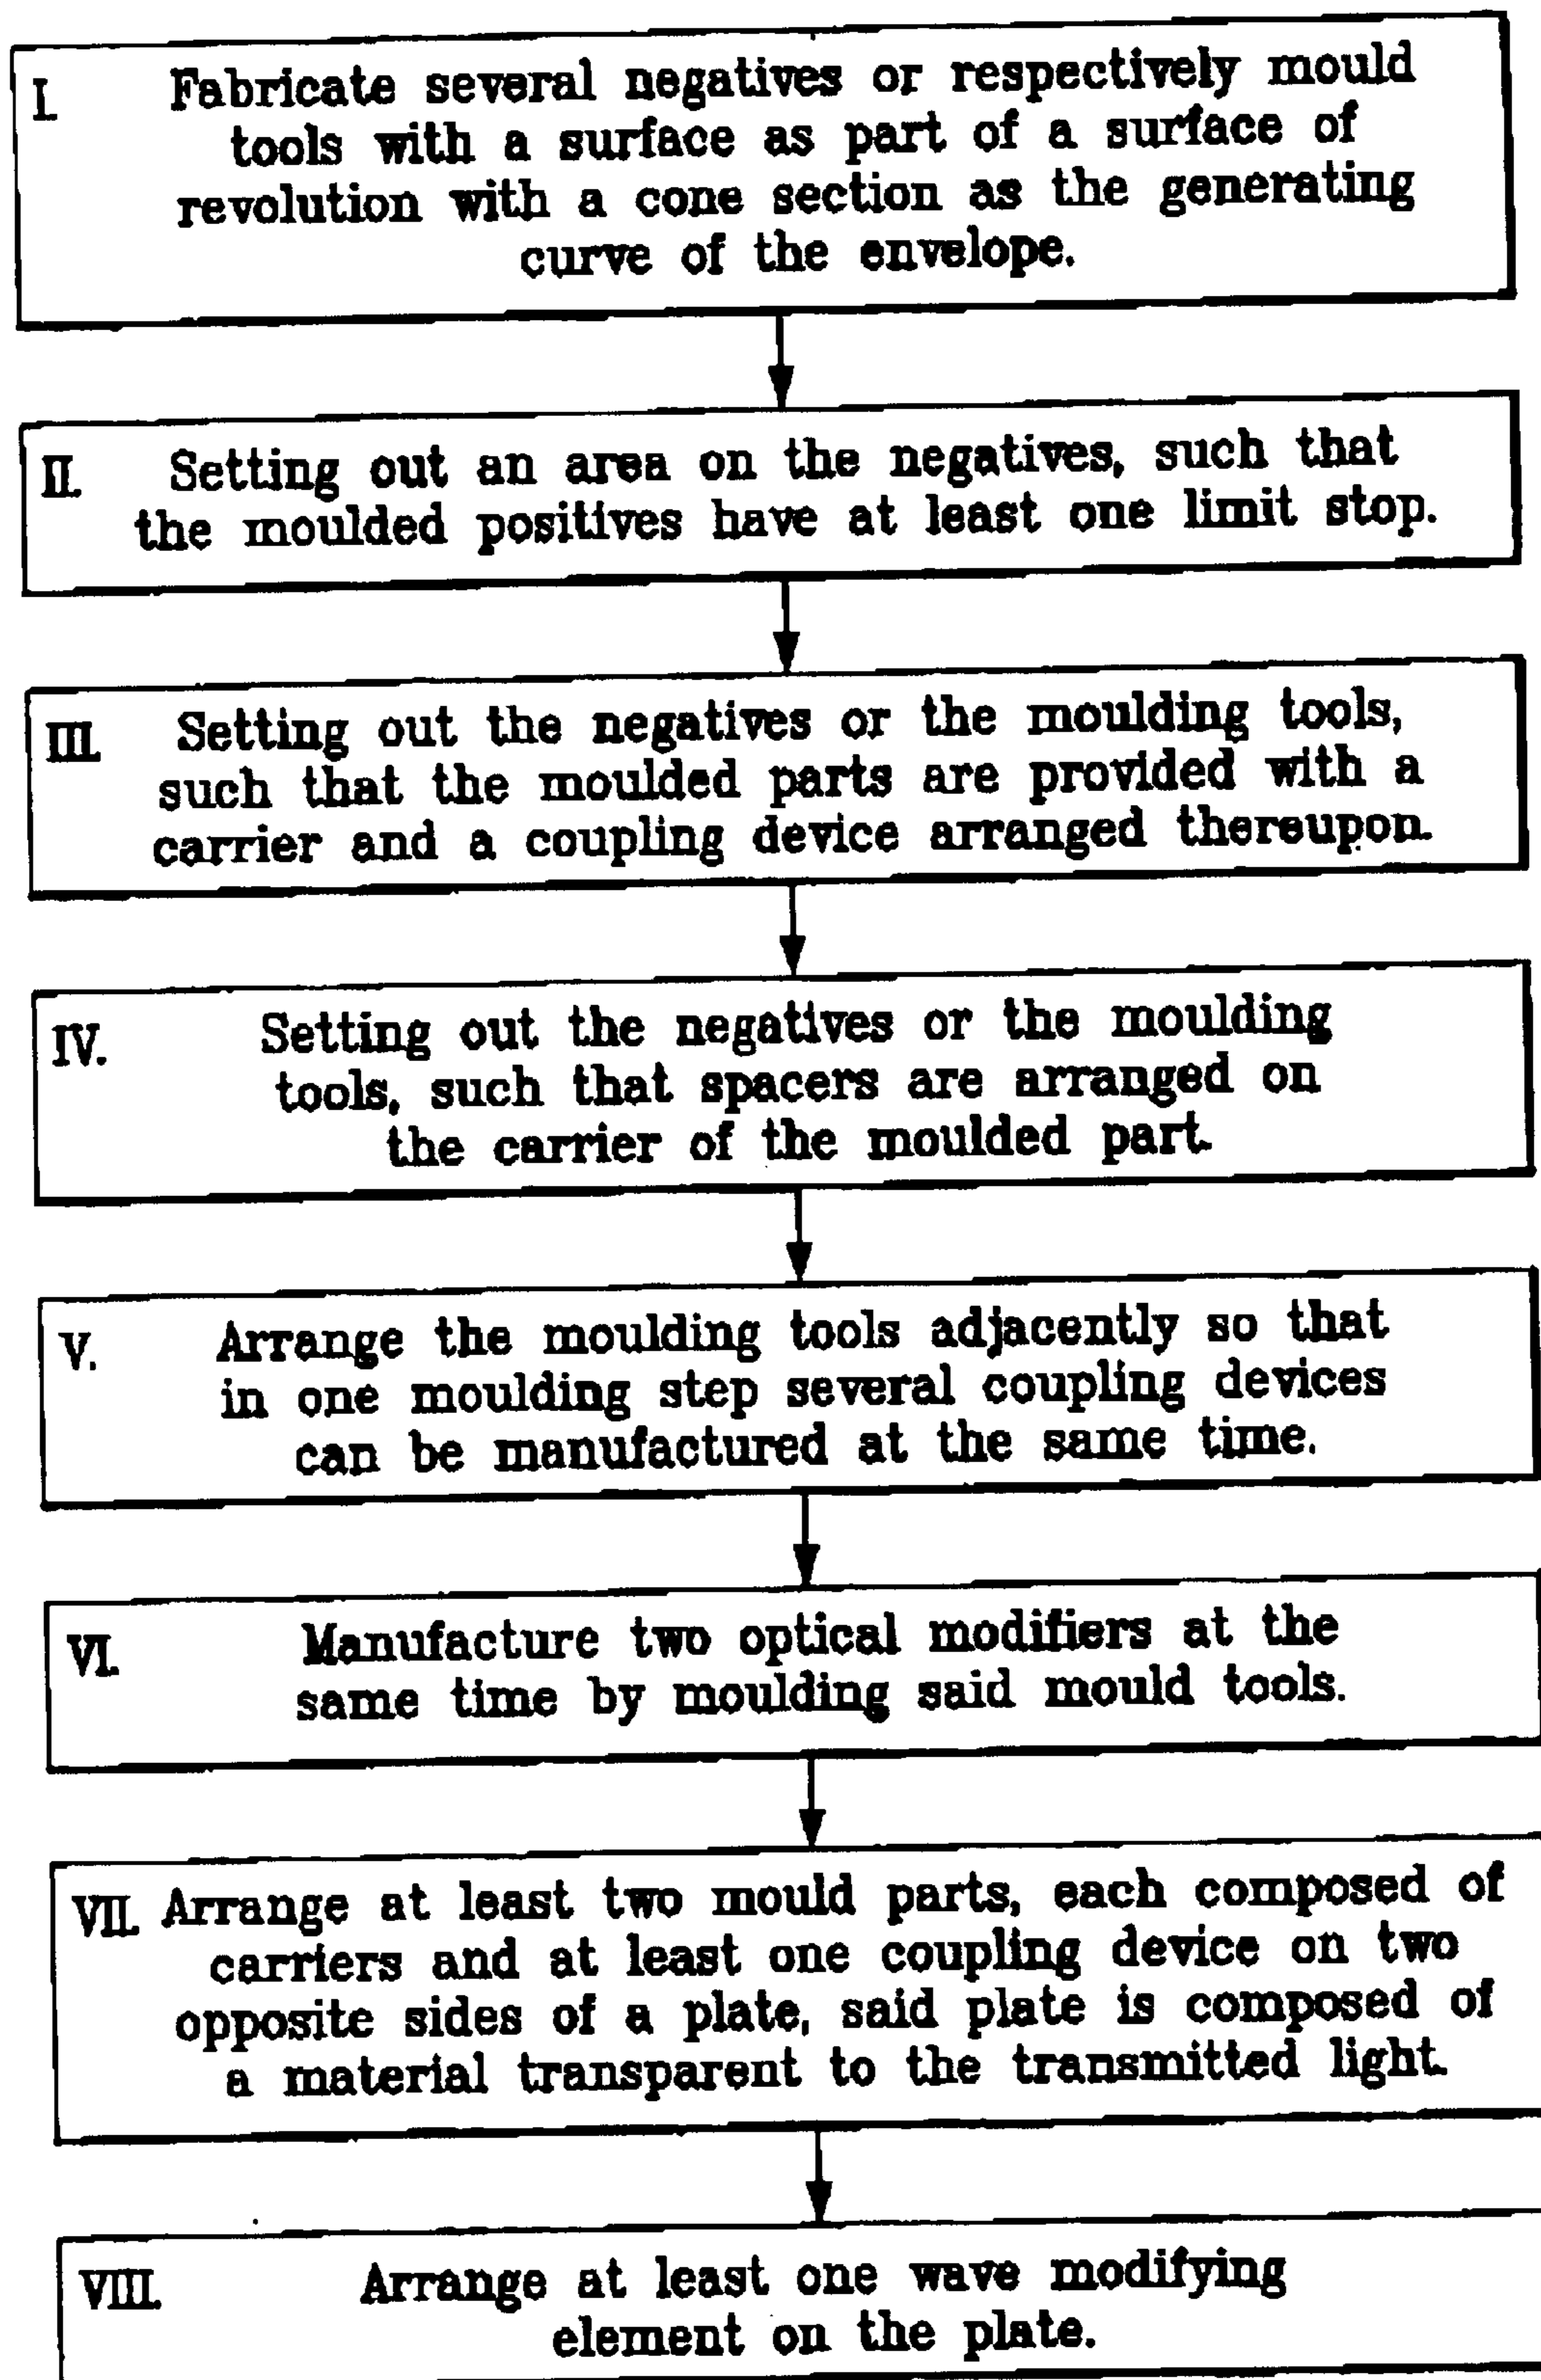 I. Fabricate several negatives or respectively mould
tools with a surface as part of a surface of
revolution with a cone section as the generating
curve of the envelope.
II. Setting out an area on the negatives, such that
the moulded positives have at least one limit stop.
III. Setting out the negatives or the moulding tools,
such that the moulded parts are provided with a
carrier and a coupling device arranged thereupon.
IV. Setting out the negatives or the moulding
tools, such that spacers are arranged on
the carrier of the moulded part.
V. Arrange the moulding tools adjacently so that
in one moulding step several coupling devices
can be manufactured at the same time.
VI. Manufacture two optical modifiers at the
same time by moulding said mould tools.
VII. Arrange at least two mould parts, each composed of
carriers and at least one coupling device on two
opposite sides of a plate, said plate is composed of
a material transparent to the transmitted light.
VIII. Arrange at least one wave modifying
element on the plate.